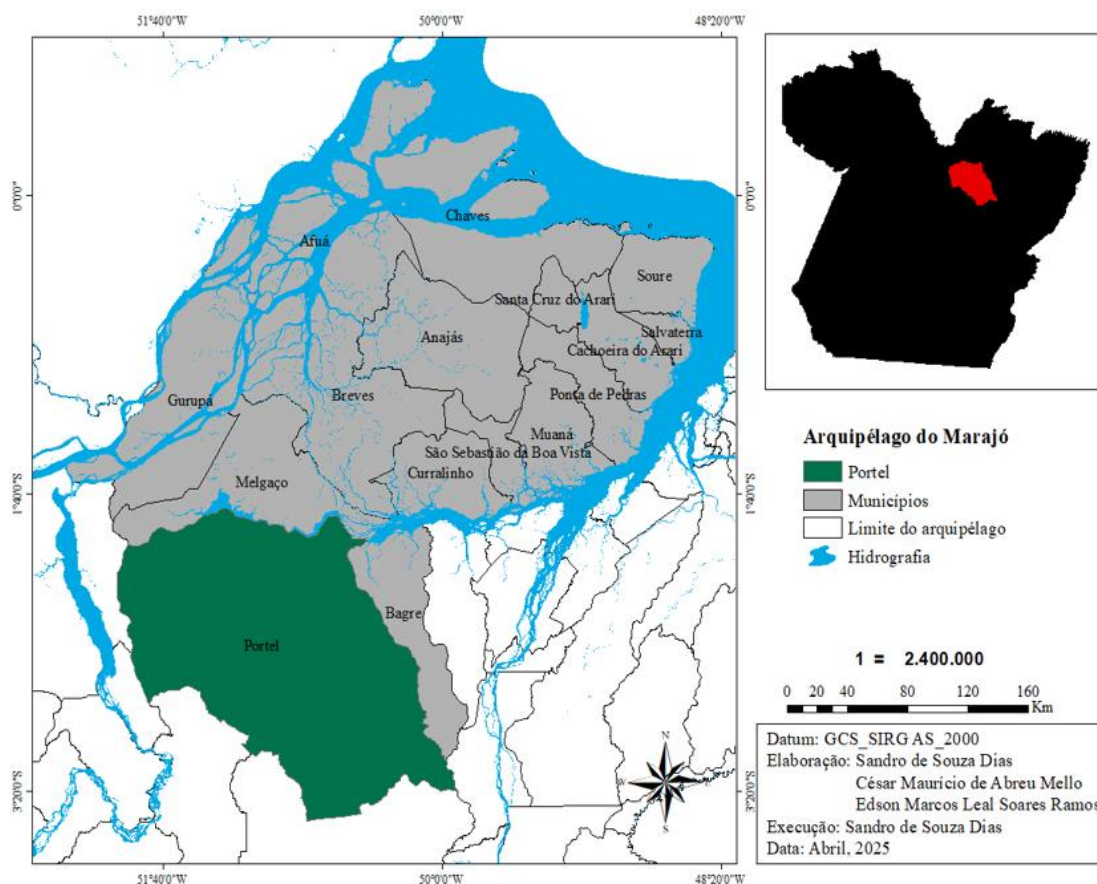 51°40'0"W 50°0'0"W 48°20'0"W
0°0'0"
1°40'0"S
3°20'0"S
0°0'0"
1°40'0"S
3°20'0"S
Chaves
Afuá
Soure
Santa Cruz do Arari
Salvaterra
Anajás
Cachoeira do Arari
Breves
Ponta de Pedras
Gurupá
Muaná
São Sebastião da Boa Vista
Curralinho
Melgaço
Bagre
Portel
51°40'0"W 50°0'0"W 48°20'0"W
Arquipélago do Marajó
Portel
Municípios
Limite do arquipélago
Hidrografia
1 = 2.400.000
0 20 40 80 120 160
Km
N
W
S
Datum: GCS_SIRGAS_2000
Elaboração: Sandro de Souza Dias
César Maurício de Abreu Mello
Edson Marcos Leal Soares Ramos
Execução: Sandro de Souza Dias
Data: Abril, 2025